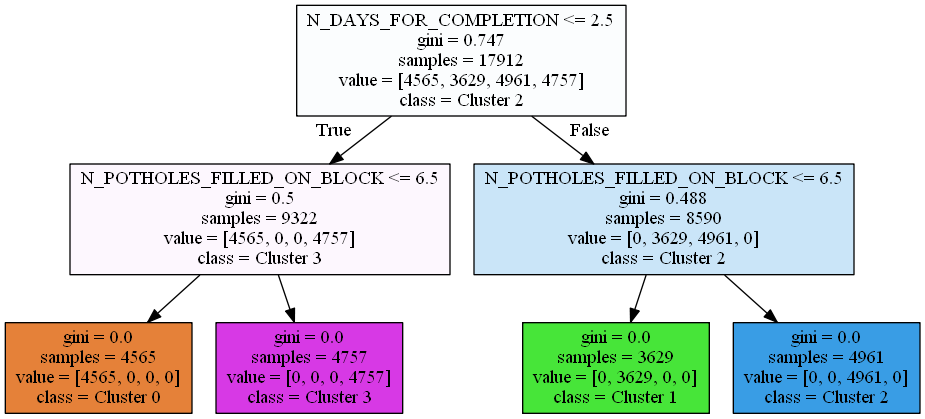 N_DAYS_FOR_COMPLETION <= 2.5
gini = 0.747
samples = 17912
value = [4565, 3629, 4961, 4757]
class = Cluster 2
True
False
N_POTHOLES_FILLED_ON_BLOCK <= 6.5
gini = 0.5
samples = 9322
value = [4565, 0, 0, 4757]
class = Cluster 3
N_POTHOLES_FILLED_ON_BLOCK <= 6.5
gini = 0.488
samples = 8590
value = [0, 3629, 4961, 0]
class = Cluster 2
gini = 0.0
samples = 4565
value = [4565, 0, 0, 0]
class = Cluster 0
gini = 0.0
samples = 4757
value = [0, 0, 0, 4757]
class = Cluster 3
gini = 0.0
samples = 3629
value = [0, 3629, 0, 0]
class = Cluster 1
gini = 0.0
samples = 4961
value = [0, 0, 4961, 0]
class = Cluster 2